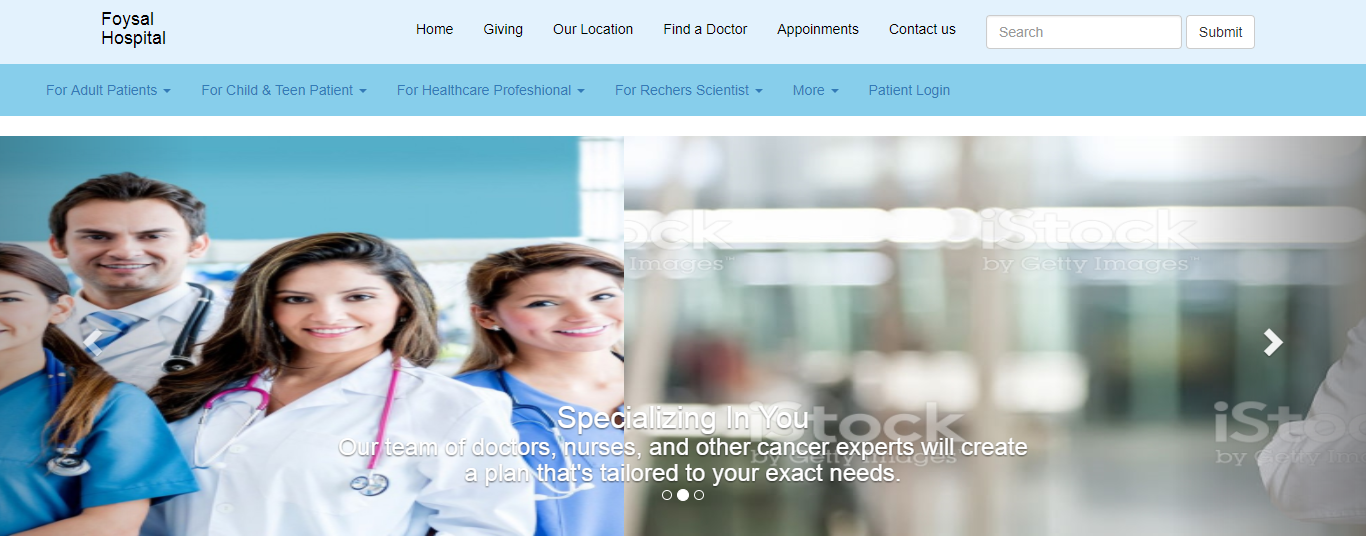 Foysal
Hospital
Home Giving Our Location Find a Doctor Appoinments Contact us Search Submit
For Adult Patients For Child & Teen Patient For Healthcare Profeshional For Rechers Scientist More Patient Login
iStock
by Getty Images™
iStock
by Getty Images™
Specializing In You
Our team of doctors, nurses, and other cancer experts will create
a plan that's tailored to your exact needs.
iStock
by Getty Images
iStock
by Getty